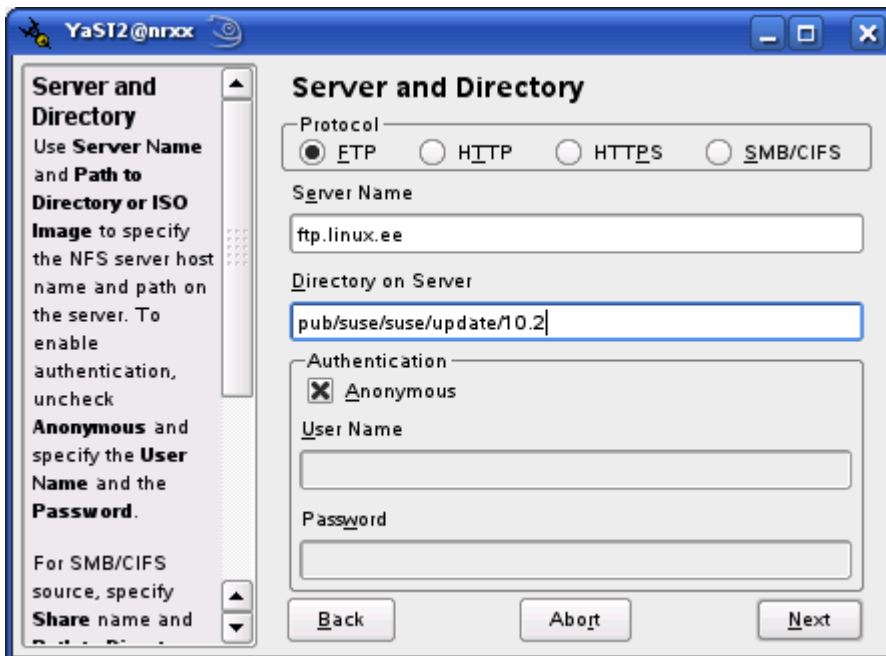 YaST2@nrxx
Server and
Directory
Use Server Name
and Path to
Directory or ISO
Image to specify
the NFS server host
name and path on
the server. To
enable
authentication,
uncheck
Anonymous and
specify the User
Name and the
Password.
For SMB/CIFS
source, specify
Share name and
Server and Directory
Protocol
FTP HTTP HTTPS SMB/CIFS
Server Name
ftp.linux.ee
Directory on Server
pub/suse/suse/update/10.2
Authentication
Anonymous
User Name
Password
Back Abort Next